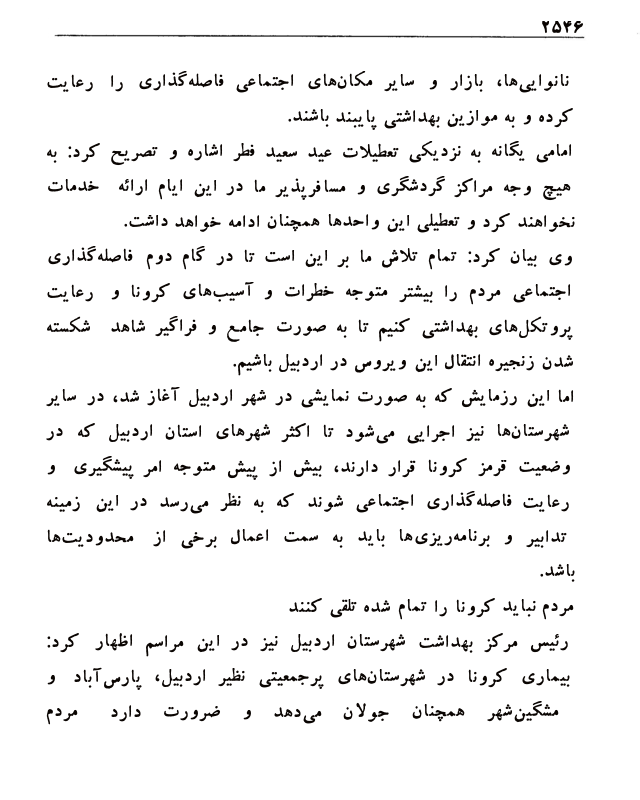 ۲۵۴۶
نانوایی‌ها، بازار و سایر مکان‌های اجتماعی فاصله‌گذاری را رعایت
کرده و به موازین بهداشتی پایبند باشند.
امامی یگانه به نزدیکی تعطیلات عید سعید فطر اشاره و تصریح کرد: به
هیچ وجه مراکز گردشگری و مسافرپذیر ما در این ایام ارائه خدمات
نخواهند کرد و تعطیلی این واحدها همچنان ادامه خواهد داشت.
وی بیان کرد: تمام تلاش ما بر این است تا در گام دوم فاصله‌گذاری
اجتماعی مردم را بیشتر متوجه خطرات و آسیب‌های کرونا و رعایت
پروتکل‌های بهداشتی کنیم تا به صورت جامع و فراگیر شاهد شکسته
شدن زنجیره انتقال این ویروس در اردبیل باشیم.
اما این رزمایش که به صورت نمایشی در شهر اردبیل آغاز شد، در سایر
شهرستان‌ها نیز اجرایی می‌شود تا اکثر شهرهای استان اردبیل که در
وضعیت قرمز کرونا قرار دارند، بیش از پیش متوجه امر پیشگیری و
رعایت فاصله‌گذاری اجتماعی شوند که به نظر می‌رسد در این زمینه
تدابیر و برنامه‌ریزی‌ها باید به سمت اعمال برخی از محدودیت‌ها
باشد.
مردم نباید کرونا را تمام شده تلقی کنند
رئیس مرکز بهداشت شهرستان اردبیل نیز در این مراسم اظهار کرد:
بیماری کرونا در شهرستان‌های پرجمعیتی نظیر اردبیل، پارس‌آباد و
مشگین‌شهر همچنان جولان می‌دهد و ضرورت دارد مردم